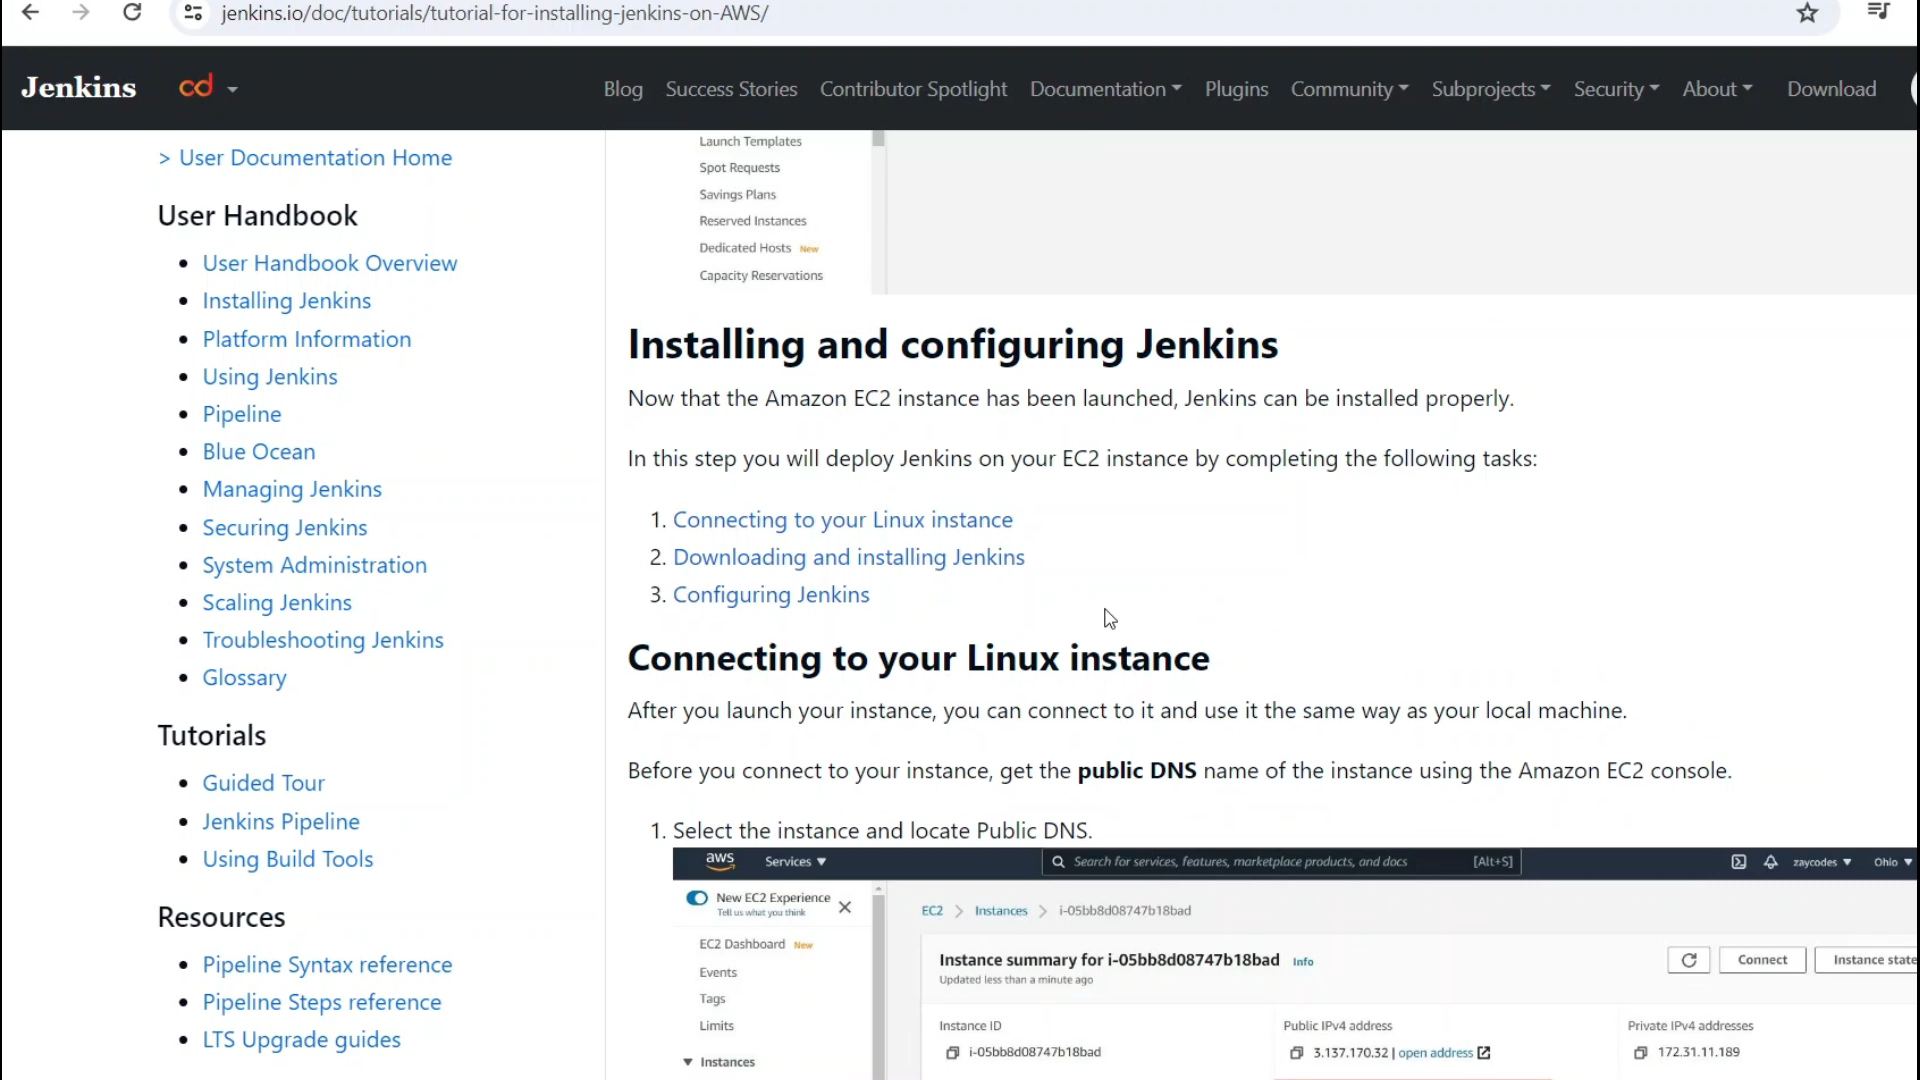 jenkins.io/doc/tutorials/tutorial-for-installing-jenkins-on-AWS/
Jenkins cd Blog Success Stories Contributor Spotlight Documentation Plugins Community Subprojects Security About Download
> User Documentation Home
User Handbook
User Handbook Overview
Installing Jenkins
Platform Information
Using Jenkins
Pipeline
Blue Ocean
Managing Jenkins
Securing Jenkins
System Administration
Scaling Jenkins
Troubleshooting Jenkins
Glossary
Tutorials
Guided Tour
Jenkins Pipeline
Using Build Tools
Resources
Pipeline Syntax reference
Pipeline Steps reference
LTS Upgrade guides
Launch Templates
Spot Requests
Savings Plans
Reserved Instances
Dedicated Hosts New
Capacity Reservations
Installing and configuring Jenkins
Now that the Amazon EC2 instance has been launched, Jenkins can be installed properly.
In this step you will deploy Jenkins on your EC2 instance by completing the following tasks:
1. Connecting to your Linux instance
2. Downloading and installing Jenkins
3. Configuring Jenkins
Connecting to your Linux instance
After you launch your instance, you can connect to it and use it the same way as your local machine.
Before you connect to your instance, get the public DNS name of the instance using the Amazon EC2 console.
1. Select the instance and locate Public DNS.
aws Services Search for services, features, marketplace products, and docs [Alt+S] zaycodes Ohio
New EC2 Experience
Tell us what you think
EC2 Dashboard New
Events
Tags
Limits
Instances
EC2 > Instances > i-05bb8d08747b18bad
Instance summary for i-05bb8d08747b18bad Info Connect Instance state
Updated less than a minute ago
Instance ID Public IPv4 address Private IPv4 addresses
i-05bb8d08747b18bad 3.137.170.32 | open address 172.31.11.189